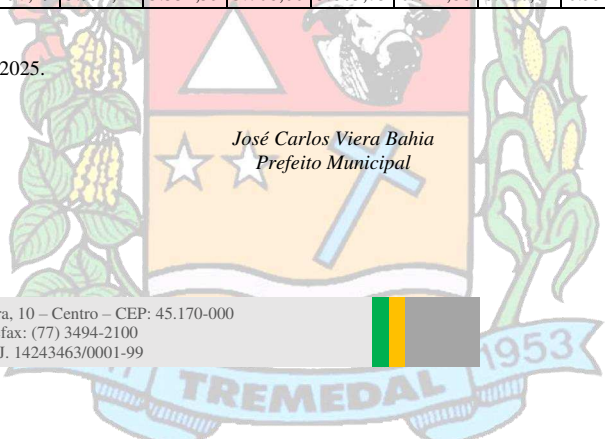 2025.
José Carlos Viera Bahia
Prefeito Municipal
ra, 10 – Centro – CEP: 45.170-000
fax: (77) 3494-2100
J. 14243463/0001-99
1953
TREMEDAL